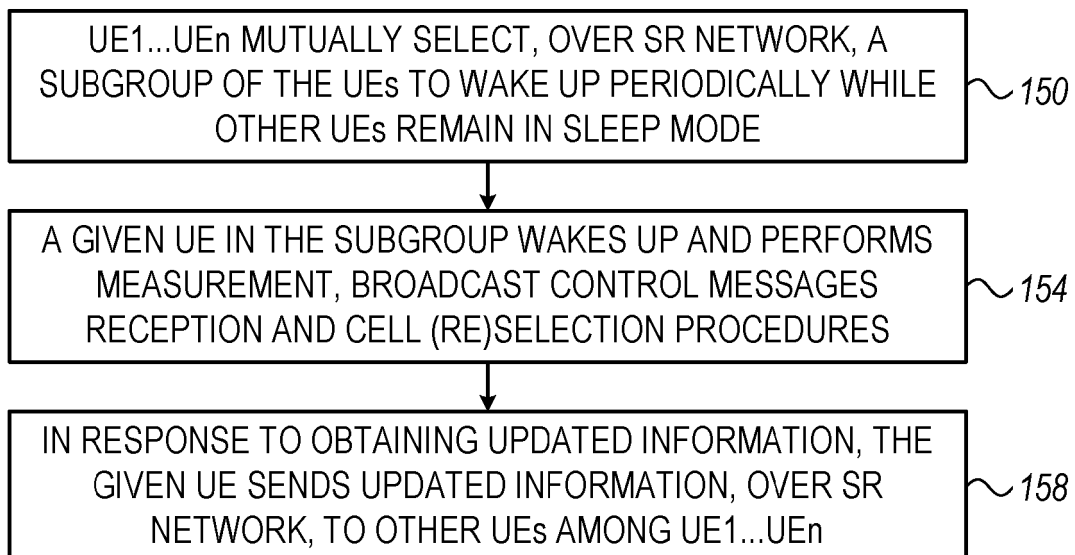 UE1...UEn MUTUALLY SELECT, OVER SR NETWORK, A
SUBGROUP OF THE UEs TO WAKE UP PERIODICALLY WHILE
OTHER UEs REMAIN IN SLEEP MODE
150
A GIVEN UE IN THE SUBGROUP WAKES UP AND PERFORMS
MEASUREMENT, BROADCAST CONTROL MESSAGES
RECEPTION AND CELL (RE)SELECTION PROCEDURES
154
IN RESPONSE TO OBTAINING UPDATED INFORMATION, THE
GIVEN UE SENDS UPDATED INFORMATION, OVER SR
NETWORK, TO OTHER UEs AMONG UE1...UEn
158